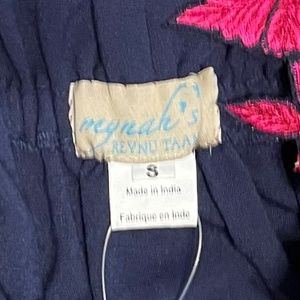 mynah's
REYNU TAAN
S
Made in India
Fabrique en Inde